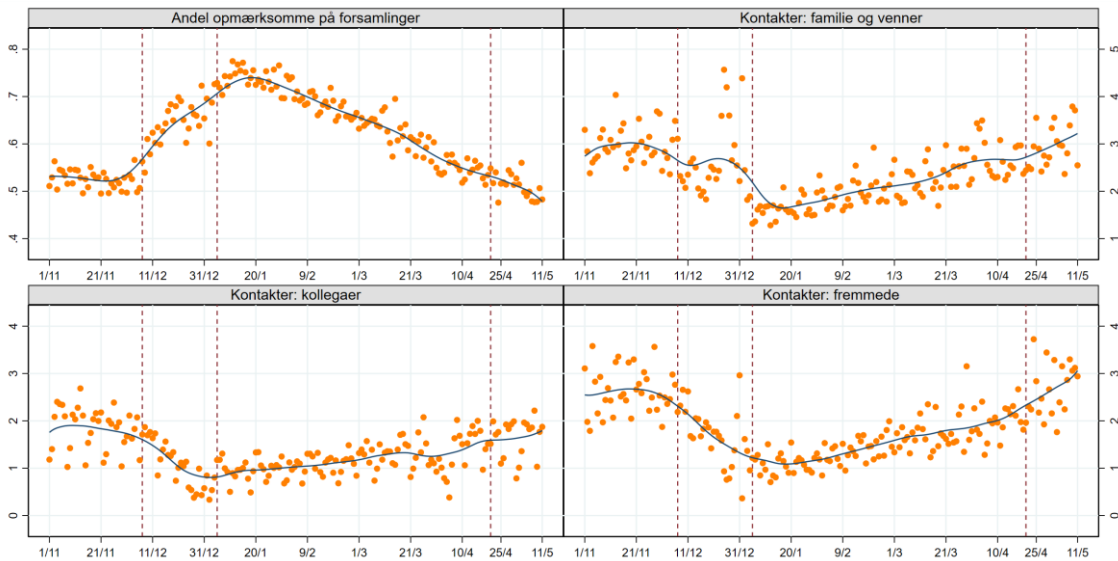 Andel opmærksomme på forsamlinger
.8
.7
.6
.5
.4
1/11 21/11 11/12 31/12 20/1 9/2 1/3 21/3 10/4 25/4 11/5
Kontakter: familie og venner
5
4
3
2
1
1/11 21/11 11/12 31/12 20/1 9/2 1/3 21/3 10/4 25/4 11/5
Kontakter: kollegaer
4
3
2
1
0
1/11 21/11 11/12 31/12 20/1 9/2 1/3 21/3 10/4 25/4 11/5
Kontakter: fremmede
4
3
2
1
0
1/11 21/11 11/12 31/12 20/1 9/2 1/3 21/3 10/4 25/4 11/5